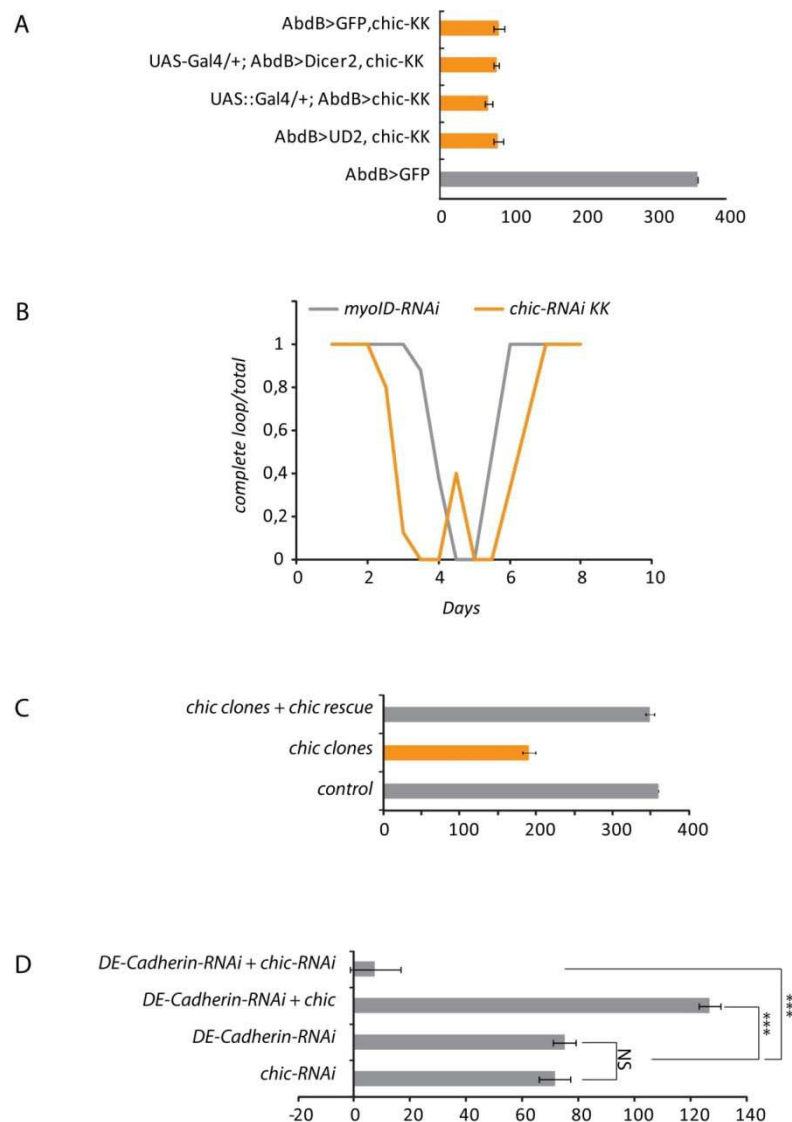 A
AbdB>GFP,chic-KK
UAS-Gal4/+; AbdB>Dicer2, chic-KK
UAS::Gal4/+; AbdB>chic-KK
AbdB>UD2, chic-KK
AbdB>GFP
0 100 200 300 400
B
myoID-RNAi chic-RNAi KK
complete loop/total
1
0,8
0,6
0,4
0,2
0
0 2 4 6 8 10
Days
C
chic clones + chic rescue
chic clones
control
0 100 200 300 400
D
DE-Cadherin-RNAi + chic-RNAi
DE-Cadherin-RNAi + chic
DE-Cadherin-RNAi
chic-RNAi
NS
***
***
-20 0 20 40 60 80 100 120 140